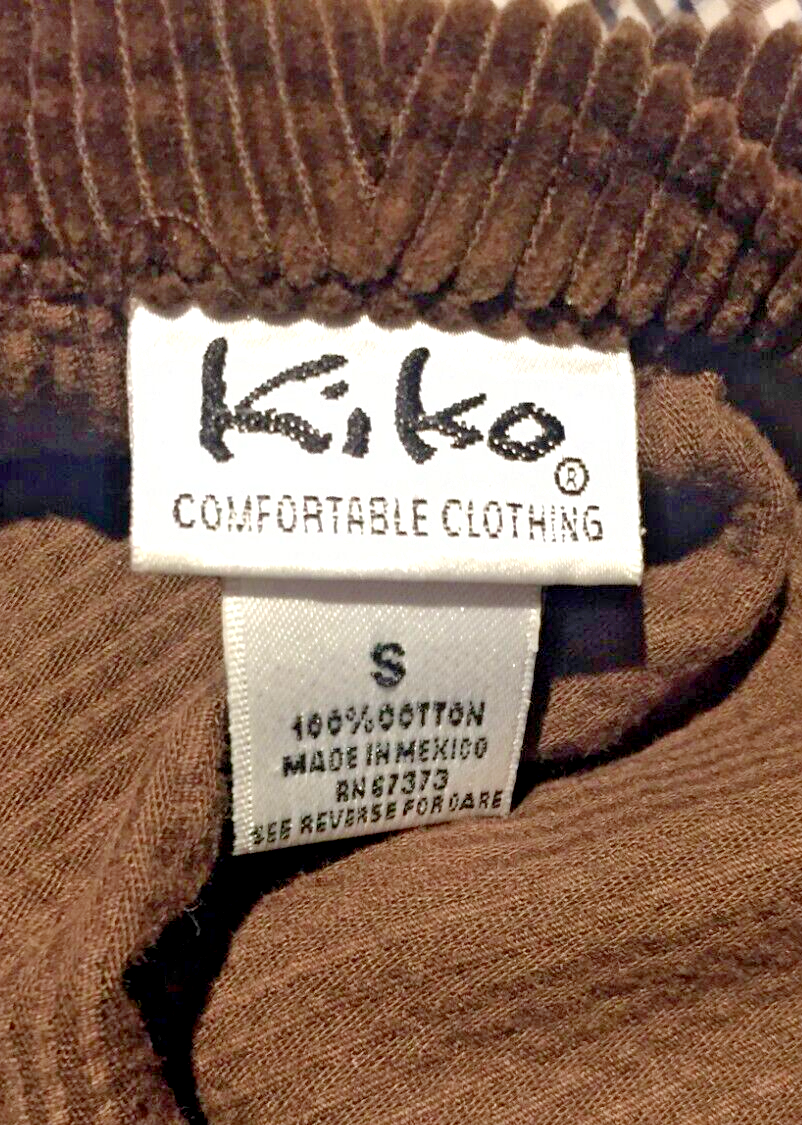 Kiko
®
COMFORTABLE CLOTHING
S
100% COTTON
MADE IN MEXICO
RN 67373
SEE REVERSE FOR CARE